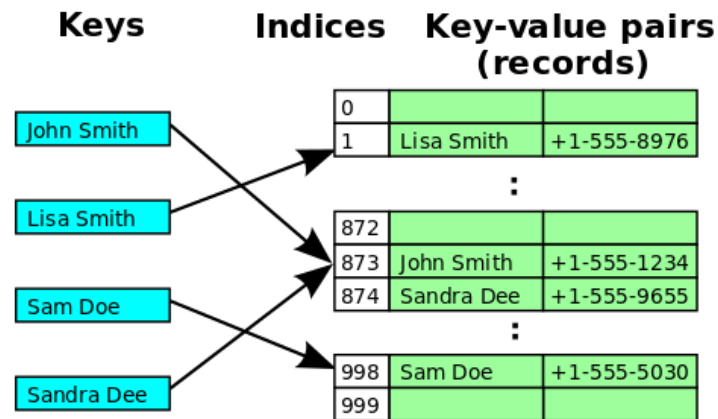 Keys
Indices
Key-value pairs
(records)
John Smith
Lisa Smith
Sam Doe
Sandra Dee
0
1 Lisa Smith +1-555-8976
:
872
873 John Smith +1-555-1234
874 Sandra Dee +1-555-9655
:
998 Sam Doe +1-555-5030
999